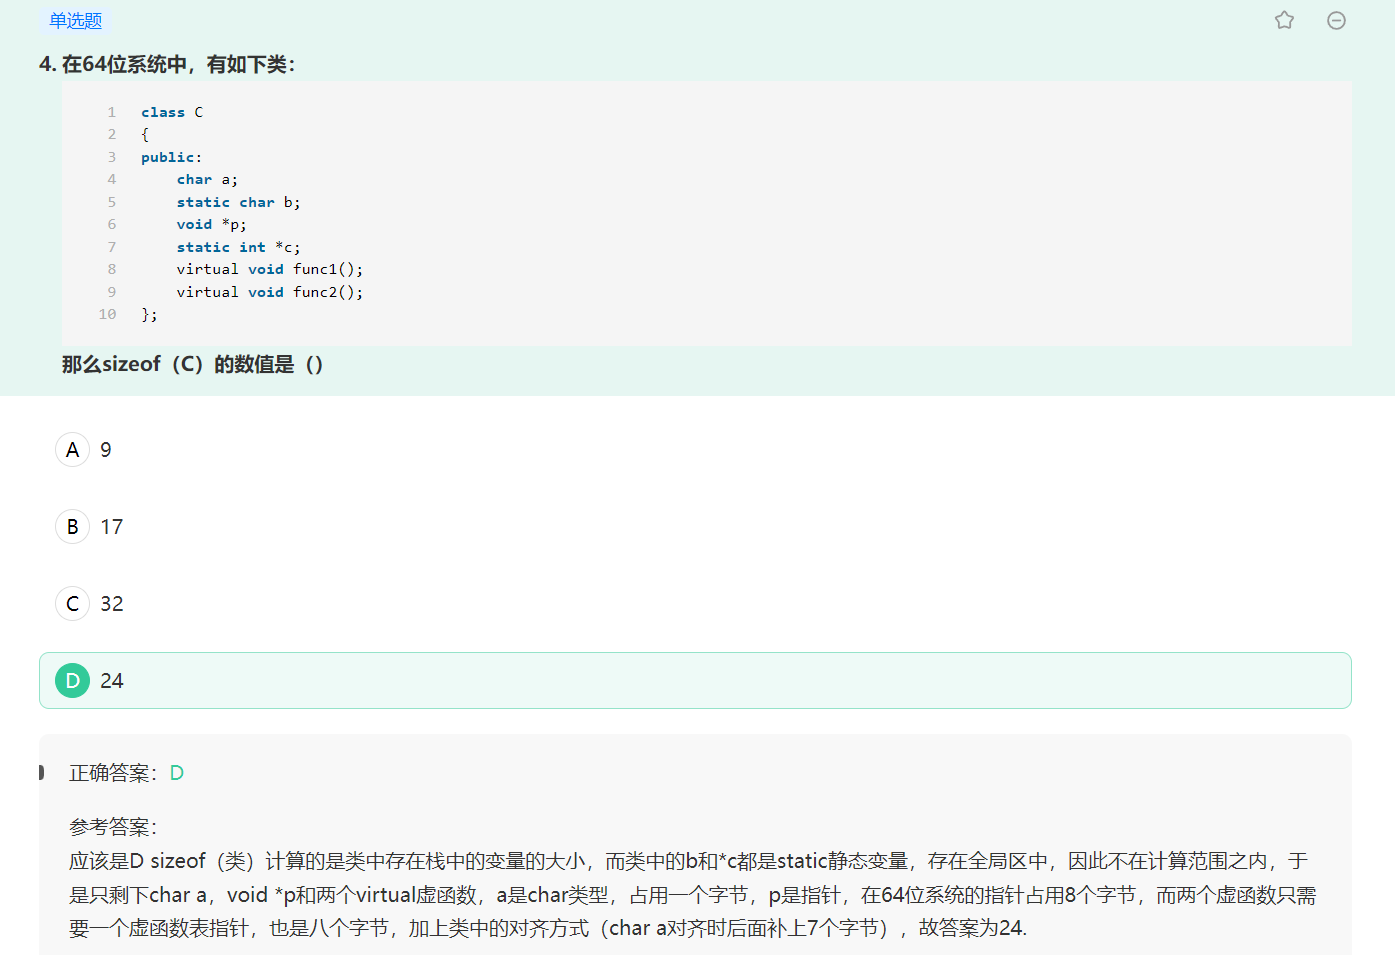 单选题
4. 在64位系统中，有如下类：
1 class C
2 {
3 public:
4 char a;
5 static char b;
6 void *p;
7 static int *c;
8 virtual void func1();
9 virtual void func2();
10 };
那么sizeof（C）的数值是（）
A 9
B 17
C 32
D 24
正确答案：D
参考答案：
应该是D sizeof（类）计算的是类中存在栈中的变量的大小，而类中的b和*c都是static静态变量，存在全局区中，因此不在计算范围之内，于
是只剩下char a，void *p和两个virtual虚函数，a是char类型，占用一个字节，p是指针，在64位系统的指针占用8个字节，而两个虚函数只需
要一个虚函数表指针，也是八个字节，加上类中的对齐方式（char a对齐时后面补上7个字节），故答案为24.